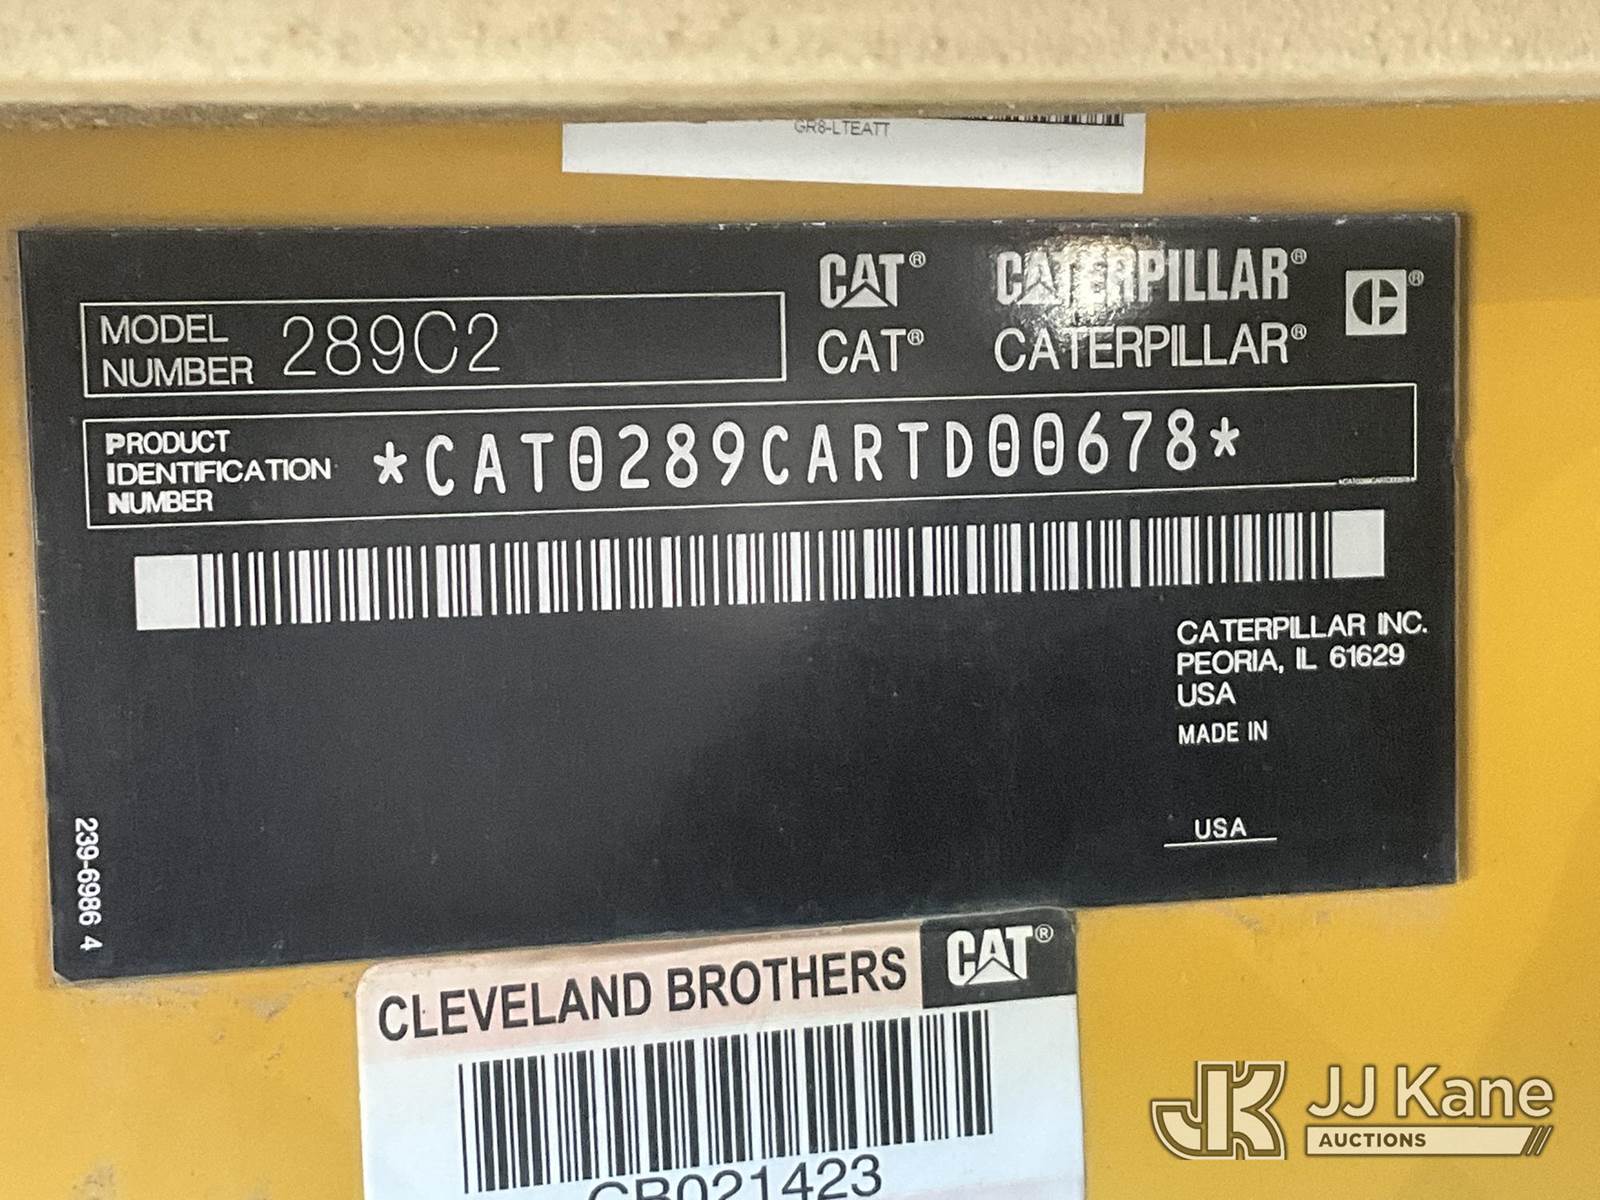 GR8-LTEATT
CAT® CATERPILLAR®
CAT® CATERPILLAR®
MODEL NUMBER 289C2
PRODUCT IDENTIFICATION NUMBER *CAT0289CARTD00678*
CATERPILLAR INC.
PEORIA, IL 61629
USA
MADE IN
USA
239-6986 4
CLEVELAND BROTHERS CAT®
CB021423
JJ Kane
AUCTIONS